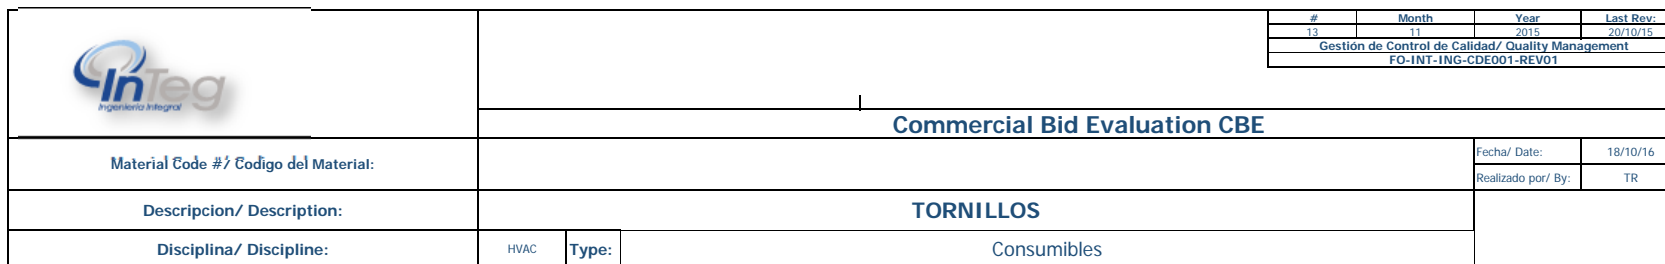 # Month Year Last Rev:
13 11 2015 20/10/15
Gestión de Control de Calidad/ Quality Management
FO-INT-ING-CDE001-REV01
InTeg
Ingeniería Integral
Commercial Bid Evaluation CBE
Material Code #/ Codigo del Material:
Fecha/ Date: 18/10/16
Realizado por/ By: TR
Descripcion/ Description: TORNILLOS
Disciplina/ Discipline: HVAC Type: Consumibles